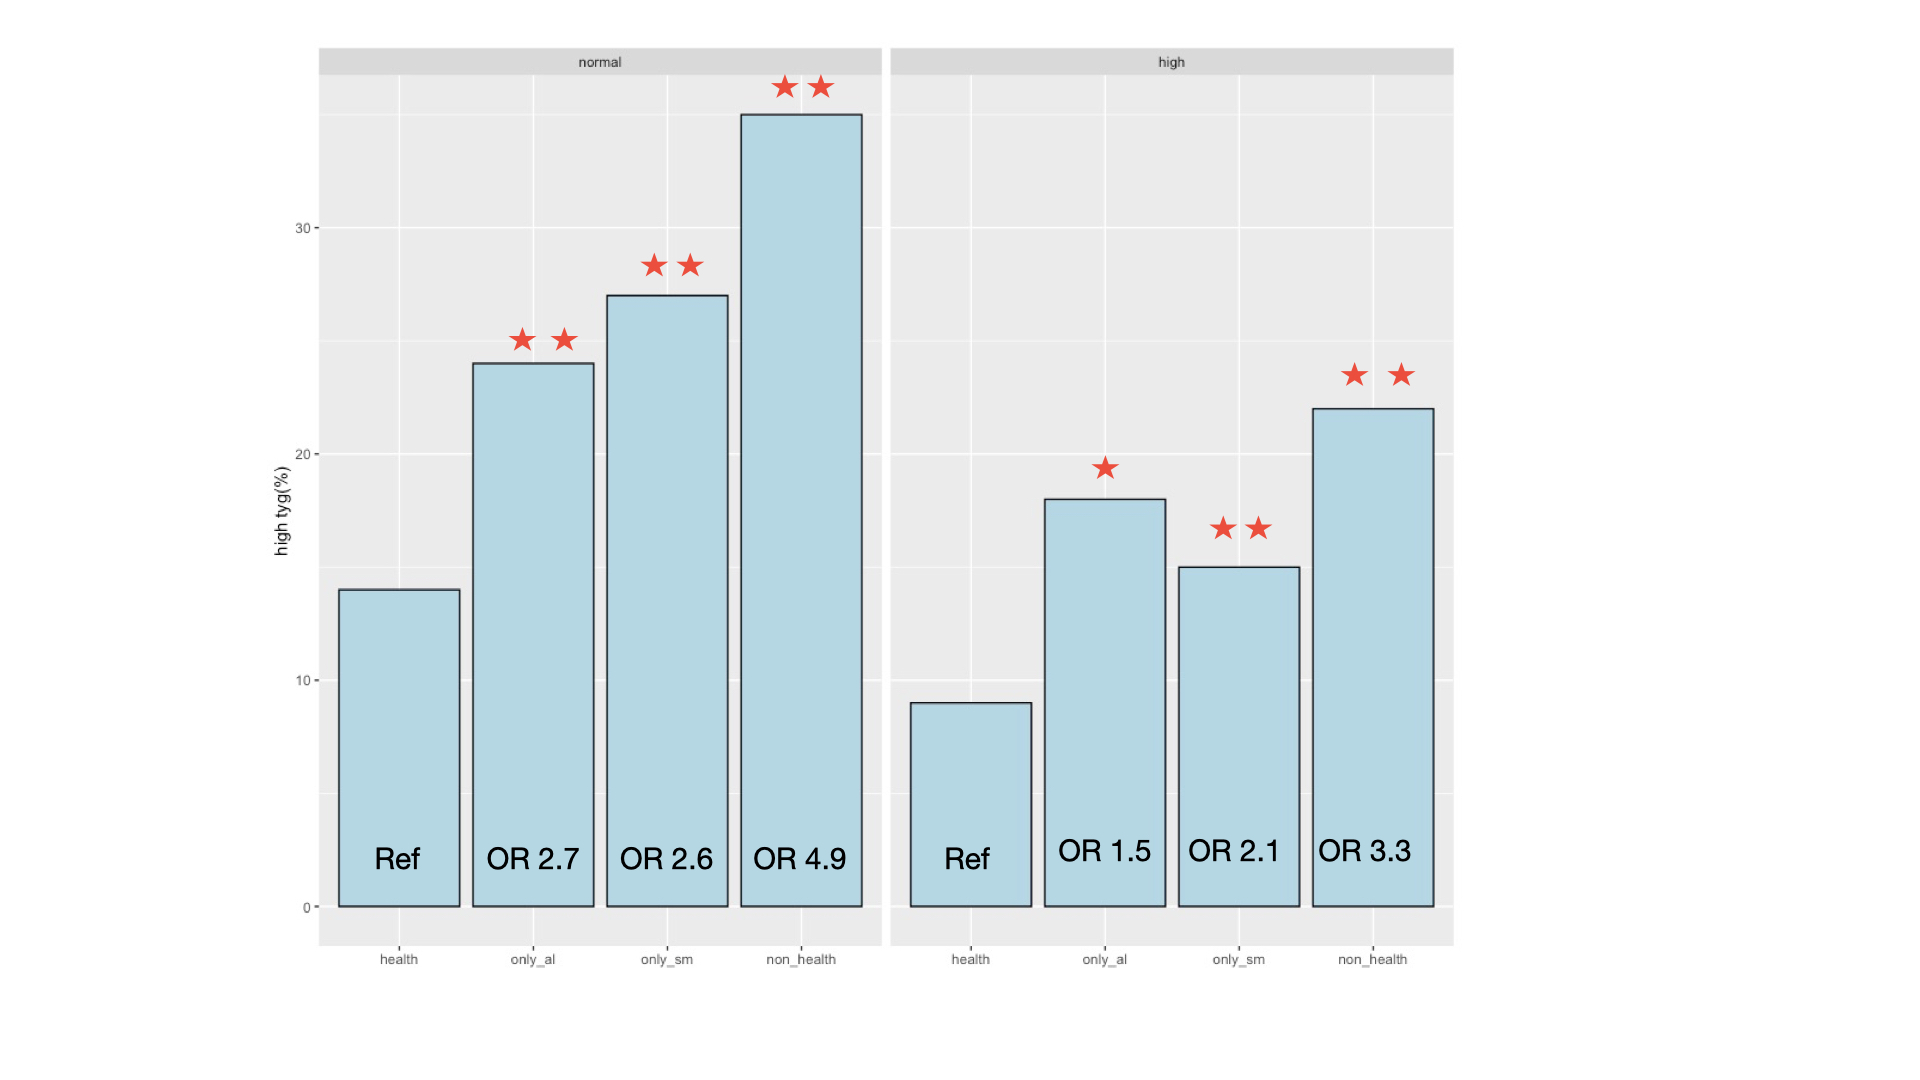 normal
high
high tyg(%)
30
20
10
0
Ref
OR 2.7
OR 2.6
OR 4.9
Ref
OR 1.5
OR 2.1
OR 3.3
health
only_al
only_sm
non_health
health
only_al
only_sm
non_health